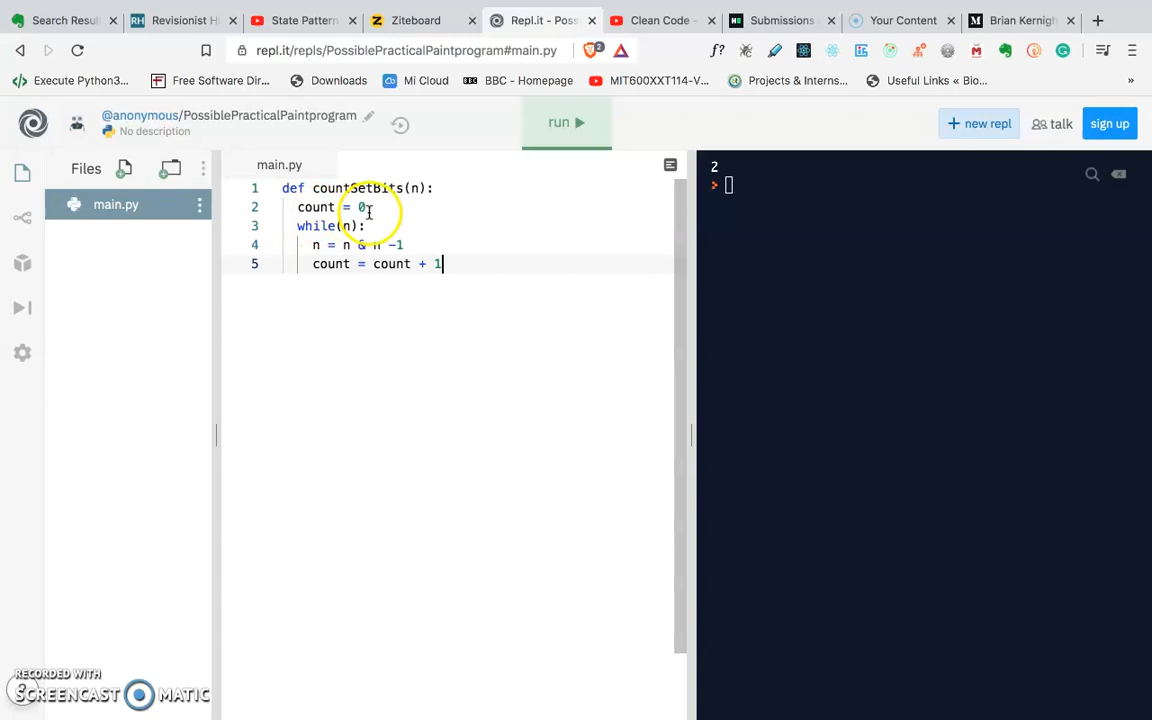 Search Resul
Revisionist H
State Pattern
Ziteboard
Repl.it - Poss
Clean Code -
Submissions
Your Content
Brian Kernigh
repl.it/repls/PossiblePracticalPaintprogram#main.py
2
f?
Execute Python3...
Free Software Dir...
Downloads
Mi Cloud
BBC - Homepage
MIT600XXT114-V...
Projects & Interns...
Useful Links « Bio...
»
@anonymous/PossiblePracticalPaintprogram
No description
run
new repl
talk
sign up
Files
main.py
main.py
1 def countSetBits(n):
2 count = 0
3 while(n):
4 n = n & n -1
5 count = count + 1
2
RECORDED WITH
SCREENCAST MATIC